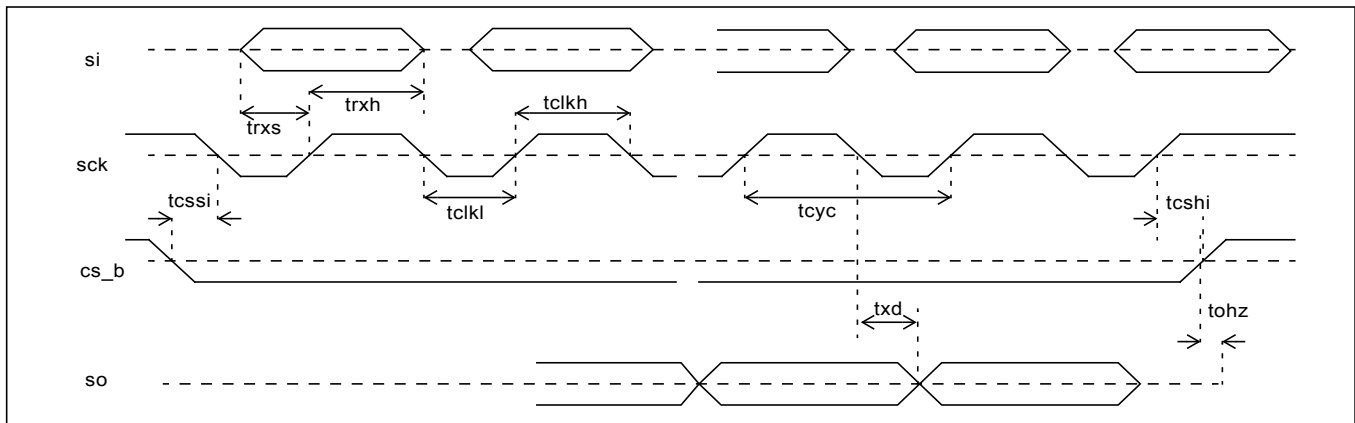 si
trxh
trxs
tclkh
sck
tcssi
tclkl
tcyc
tcshi
cs_b
txd
tohz
so